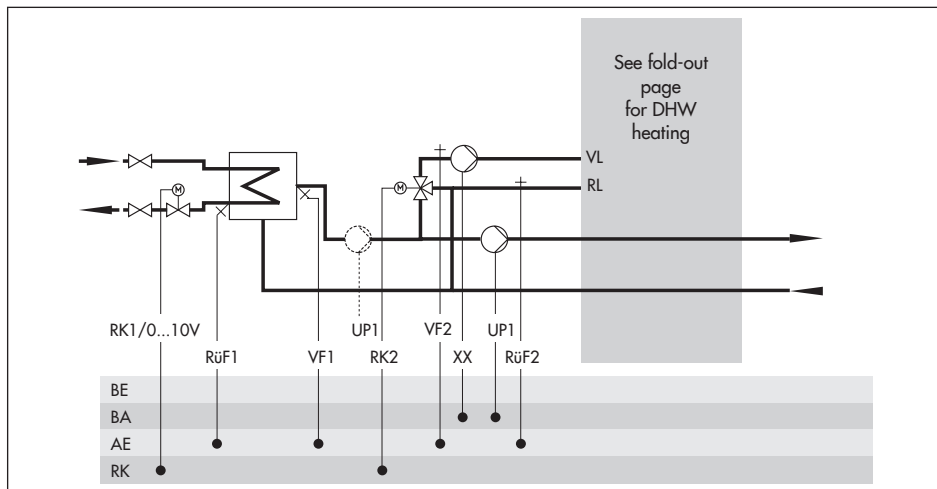 See fold-out
page
for DHW
heating
VL
RL
M
M
RK1/0...10V
UP1
VF2
UP1
RüF1
VF1
RK2
XX
RüF2
BE
BA
AE
RK